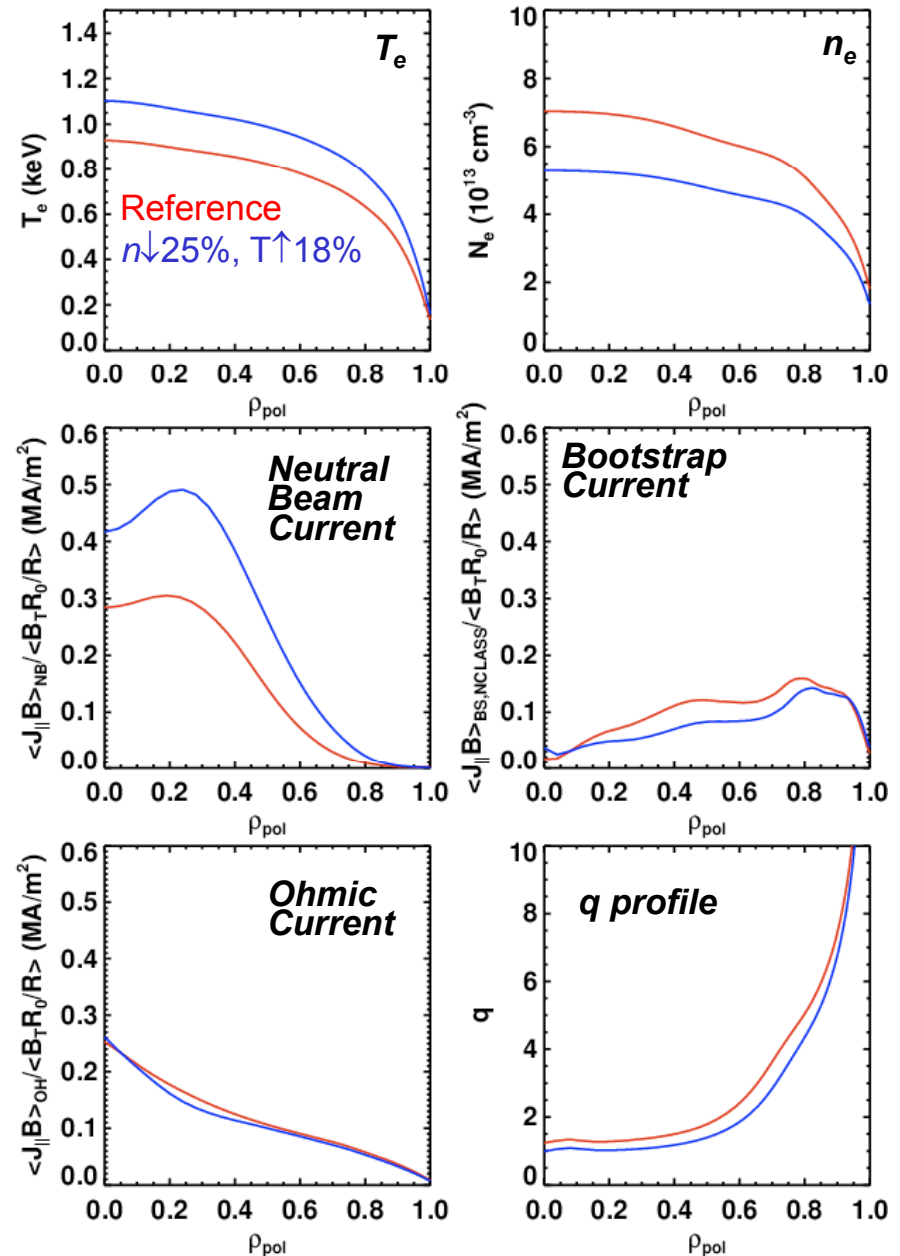 T_e
T_e (keV)
1.4
1.2
1.0
0.8
0.6
0.4
0.2
0.0
Reference
n↓25%, T↑18%
0.0 0.2 0.4 0.6 0.8 1.0
ρ_pol
n_e
N_e (10^13 cm^-3)
10
8
6
4
2
0
0.0 0.2 0.4 0.6 0.8 1.0
ρ_pol
Neutral
Beam
Current
<J_||B>_NB/<B_TR_0/R> (MA/m^2)
0.6
0.5
0.4
0.3
0.2
0.1
0.0
0.0 0.2 0.4 0.6 0.8 1.0
ρ_pol
Bootstrap
Current
<J_||B>_BS,NCLASS/<B_TR_0/R> (MA/m^2)
0.6
0.5
0.4
0.3
0.2
0.1
0.0
0.0 0.2 0.4 0.6 0.8 1.0
ρ_pol
Ohmic
Current
<J_||B>_OH/<B_TR_0/R> (MA/m^2)
0.6
0.5
0.4
0.3
0.2
0.1
0.0
0.0 0.2 0.4 0.6 0.8 1.0
ρ_pol
q profile
q
10
8
6
4
2
0
0.0 0.2 0.4 0.6 0.8 1.0
ρ_pol